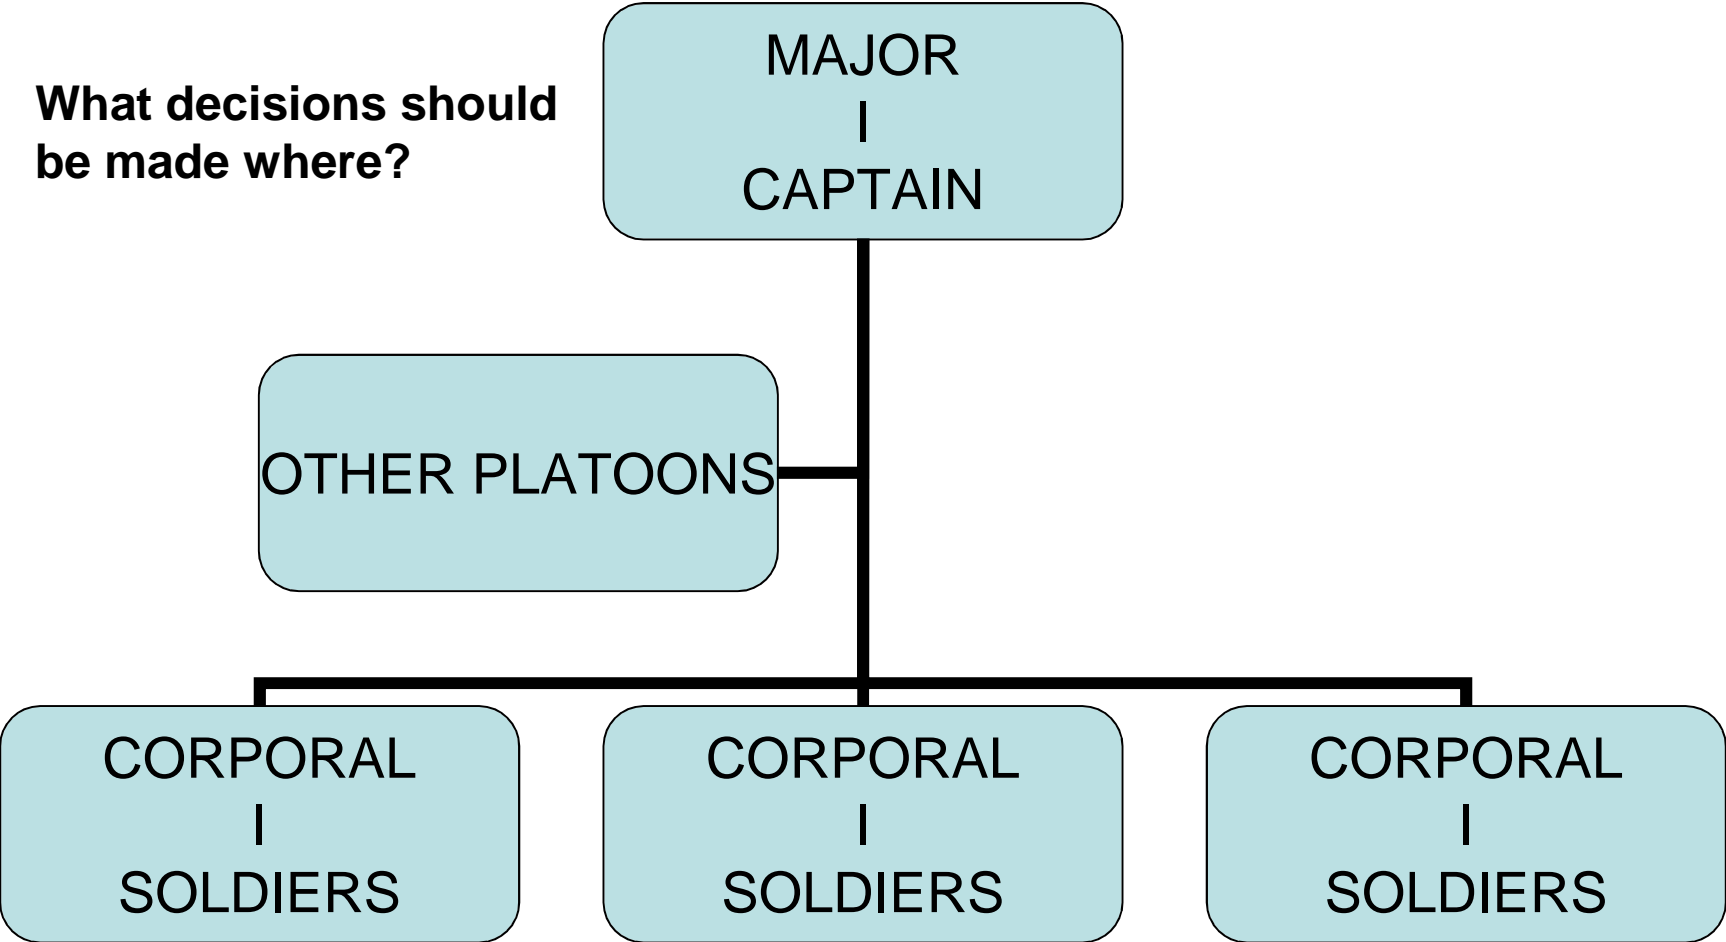 What decisions should
be made where?
MAJOR
I
CAPTAIN
OTHER PLATOONS
CORPORAL
I
SOLDIERS
CORPORAL
I
SOLDIERS
CORPORAL
I
SOLDIERS